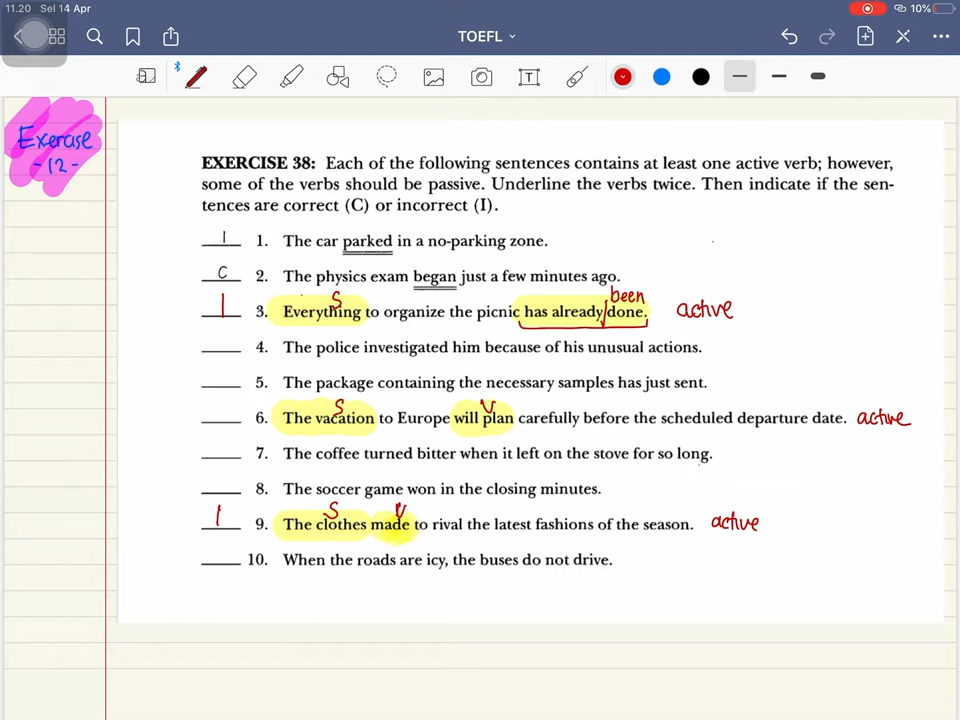 11.20 Sel 14 Apr
10%
TOEFL
T
Exercise
-12-
EXERCISE 38: Each of the following sentences contains at least one active verb; however,
some of the verbs should be passive. Underline the verbs twice. Then indicate if the sen-
tences are correct (C) or incorrect (I).
I 1. The car parked in a no-parking zone.
C 2. The physics exam began just a few minutes ago.
S been
I 3. Everything to organize the picnic has already done. active
4. The police investigated him because of his unusual actions.
5. The package containing the necessary samples has just sent.
S V
6. The vacation to Europe will plan carefully before the scheduled departure date. active
7. The coffee turned bitter when it left on the stove for so long.
8. The soccer game won in the closing minutes.
S V
I 9. The clothes made to rival the latest fashions of the season. active
10. When the roads are icy, the buses do not drive.